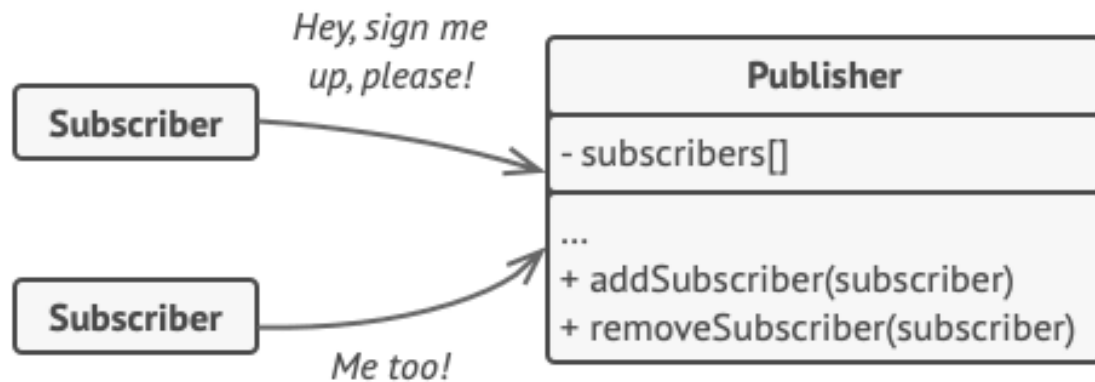 Hey, sign me
up, please!
Subscriber
Publisher
- subscribers[]
...
+ addSubscriber(subscriber)
+ removeSubscriber(subscriber)
Subscriber
Me too!